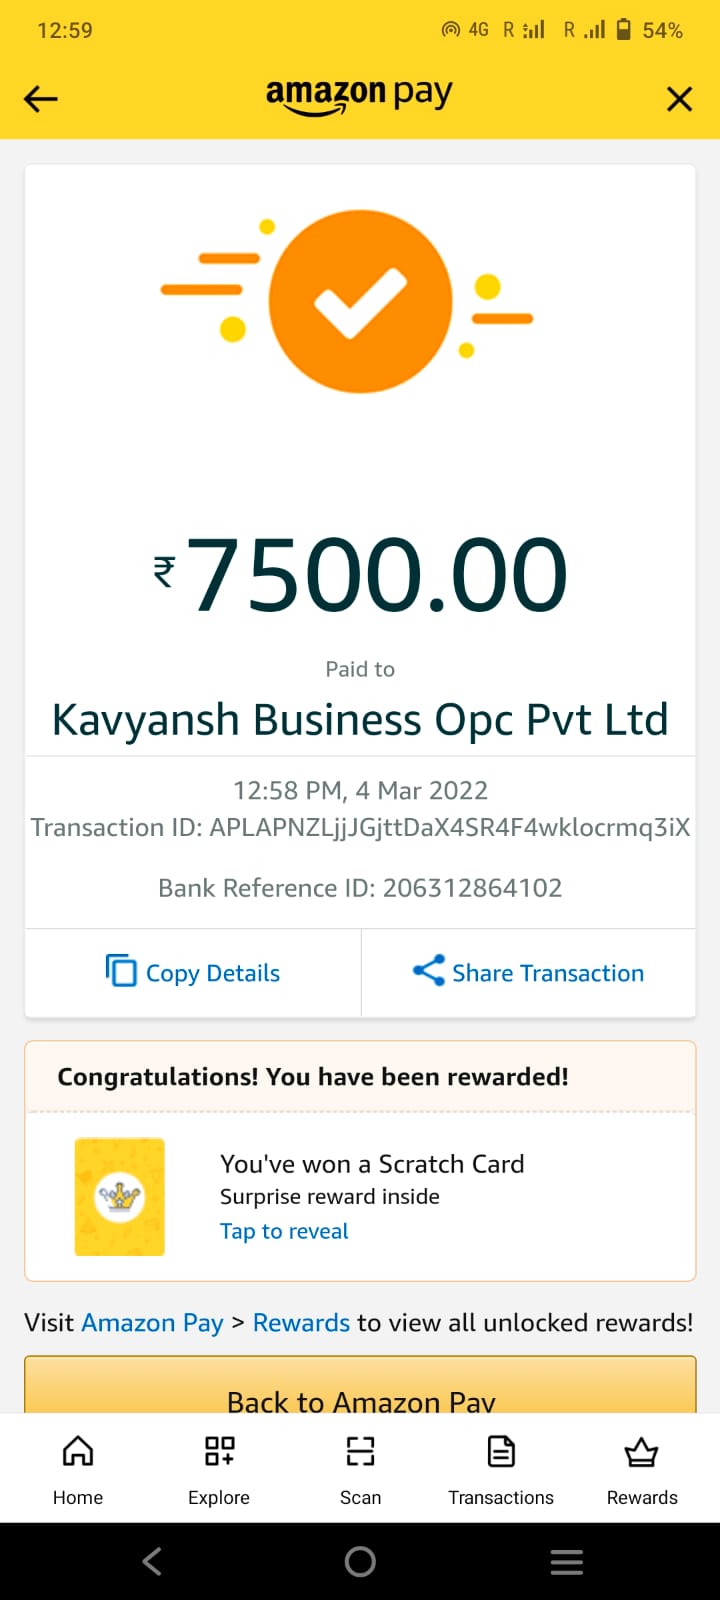 12:59 4G R R 54%
amazon pay
₹7500.00
Paid to
Kavyansh Business Opc Pvt Ltd
12:58 PM, 4 Mar 2022
Transaction ID: APLAPNZLjjJGjttDaX4SR4F4wklocrmq3iX
Bank Reference ID: 206312864102
Copy Details Share Transaction
Congratulations! You have been rewarded!
You've won a Scratch Card
Surprise reward inside
Tap to reveal
Visit Amazon Pay > Rewards to view all unlocked rewards!
Back to Amazon Pay
Home Explore Scan Transactions Rewards